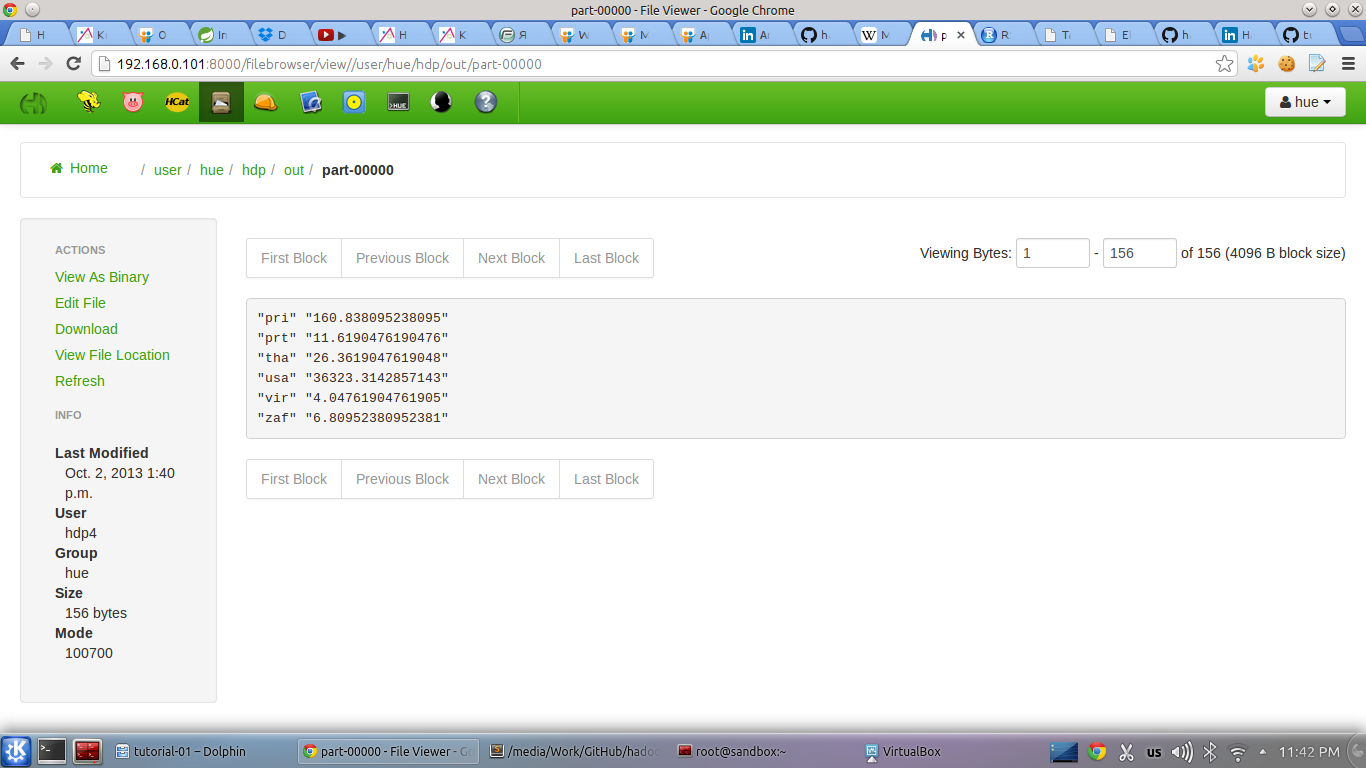 part-00000 - File Viewer - Google Chrome
H
K
O
In
D
H
K
Я
W
M
A
h
W M
p
R
T
E
h
H
t
192.168.0.101:8000/filebrowser/view//user/hue/hdp/out/part-00000
HCat
>HUE
?
hue
Home / user / hue / hdp / out / part-00000
ACTIONS
View As Binary
Edit File
Download
View File Location
Refresh
INFO
Last Modified
Oct. 2, 2013 1:40
p.m.
User
hdp4
Group
hue
Size
156 bytes
Mode
100700
First Block Previous Block Next Block Last Block
Viewing Bytes: 1 - 156 of 156 (4096 B block size)
"pri" "160.838095238095"
"prt" "11.6190476190476"
"tha" "26.3619047619048"
"usa" "36323.3142857143"
"vir" "4.04761904761905"
"zaf" "6.80952380952381"
First Block Previous Block Next Block Last Block
tutorial-01 – Dolphin
part-00000 - File Viewer - Go
/media/Work/GitHub/hadoo
root@sandbox:~
VirtualBox
us
11:42 PM